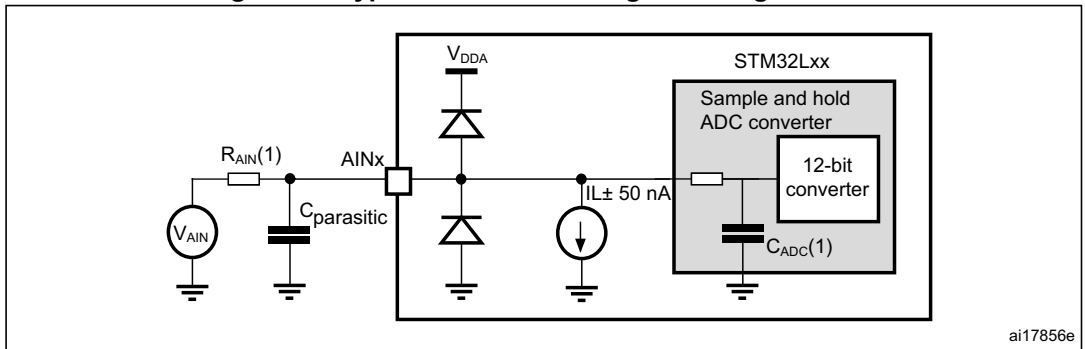 V_DDA
STM32Lxx
Sample and hold
ADC converter
R_AIN(1)
AINx
12-bit
converter
IL± 50 nA
C_parasitic
V_AIN
C_ADC(1)
ai17856e